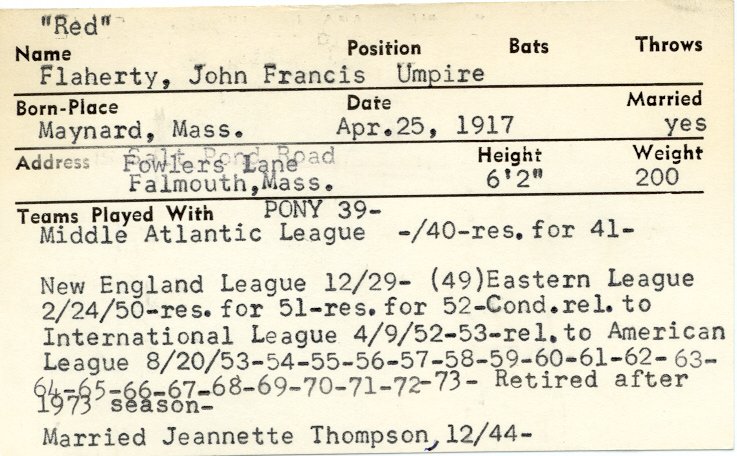 "Red"
Name Position Bats Throws
Flaherty, John Francis Umpire
Born-Place Date Married
Maynard, Mass. Apr.25, 1917 yes
Salt Pond Road
Address Fowlers Lane Height Weight
Falmouth,Mass. 6'2" 200
Teams Played With PONY 39-
Middle Atlantic League -/40-res.for 41-
New England League 12/29- (49)Eastern League
2/24/50-res.for 51-res.for 52-Cond.rel.to
International League 4/9/52-53-rel.to American
League 8/20/53-54-55-56-57-58-59-60-61-62-63-
64-65-66-67-68-69-70-71-72-73- Retired after
1973 season-
Married Jeannette Thompson, 12/44-